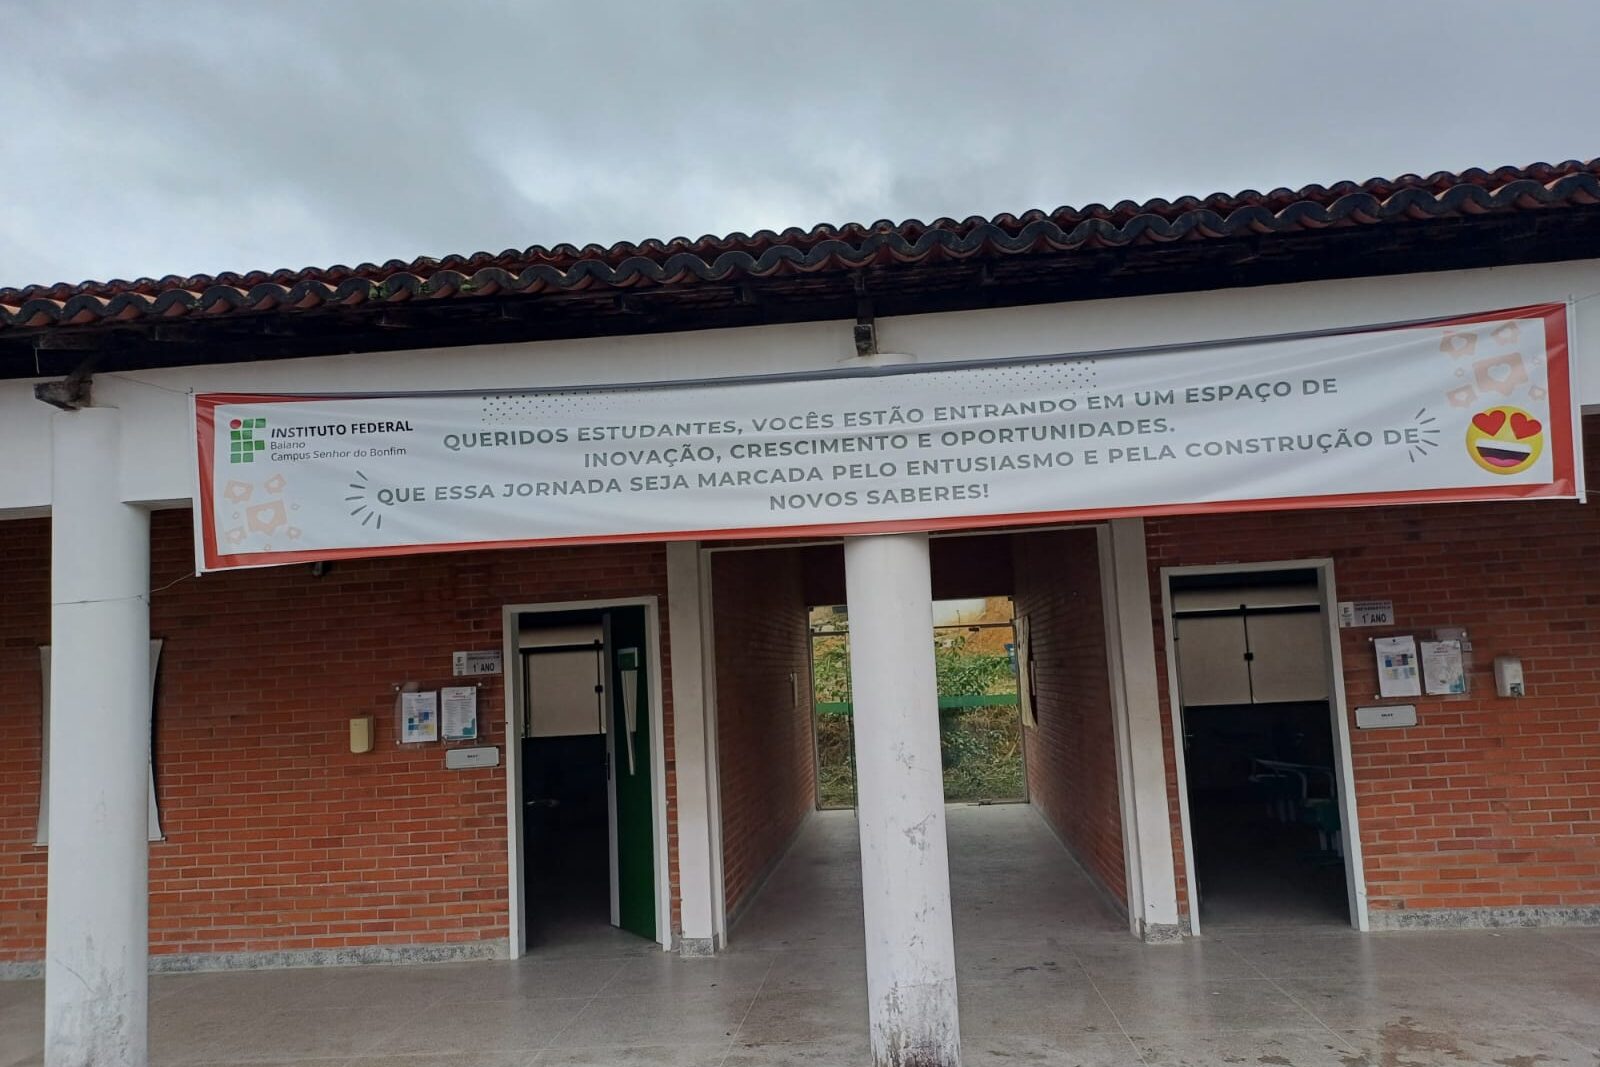 INSTITUTO FEDERAL
Baiano
Campus Senhor do Bonfim
QUERIDOS ESTUDANTES, VOCÊS ESTÃO ENTRANDO EM UM ESPAÇO DE
INOVAÇÃO, CRESCIMENTO E OPORTUNIDADES.
QUE ESSA JORNADA SEJA MARCADA PELO ENTUSIASMO E PELA CONSTRUÇÃO DE
NOVOS SABERES!
1° ANO
1° ANO